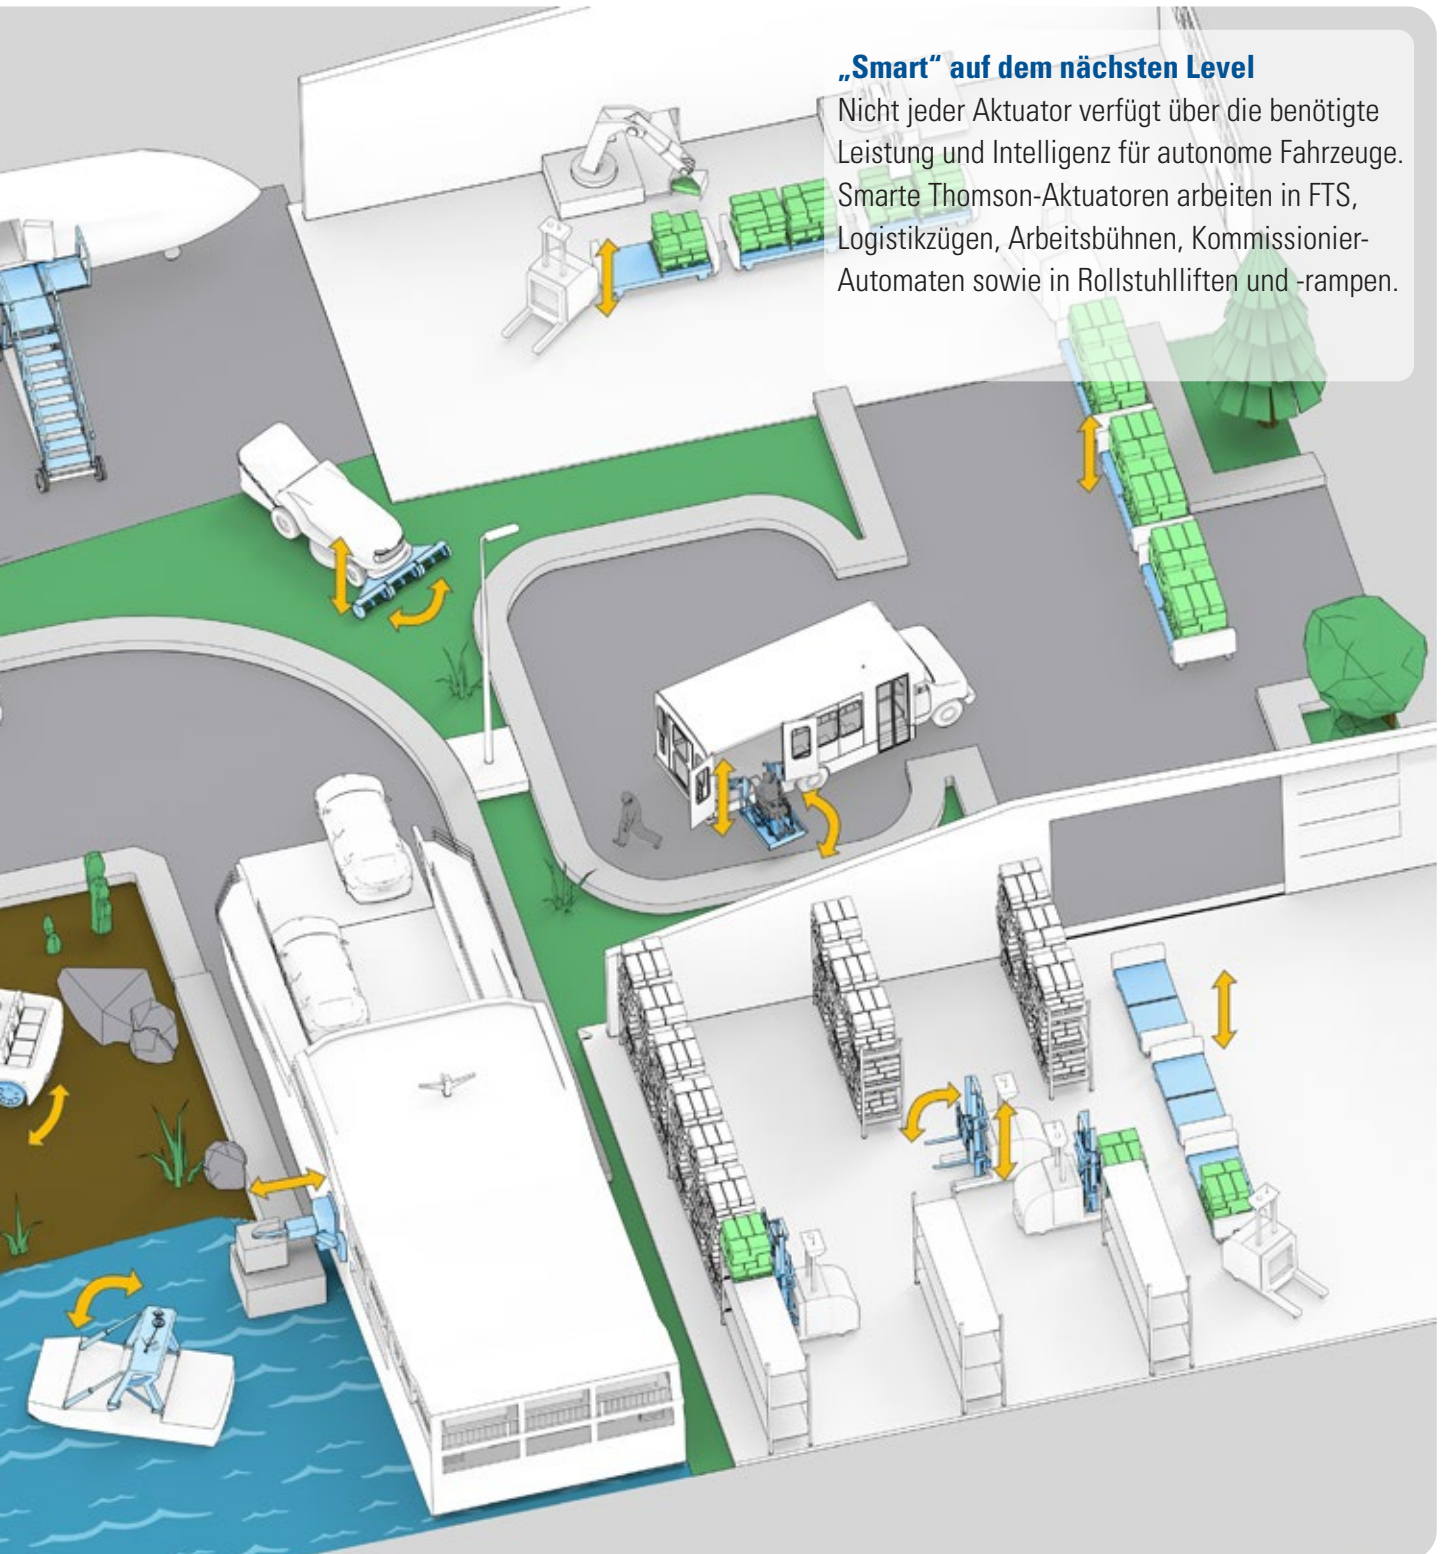 „Smart“ auf dem nächsten Level
Nicht jeder Aktuator verfügt über die benötigte
Leistung und Intelligenz für autonome Fahrzeuge.
Smarte Thomson-Aktuatoren arbeiten in FTS,
Logistikzügen, Arbeitsbühnen, Kommissionier-
Automaten sowie in Rollstuhlliften und -rampen.